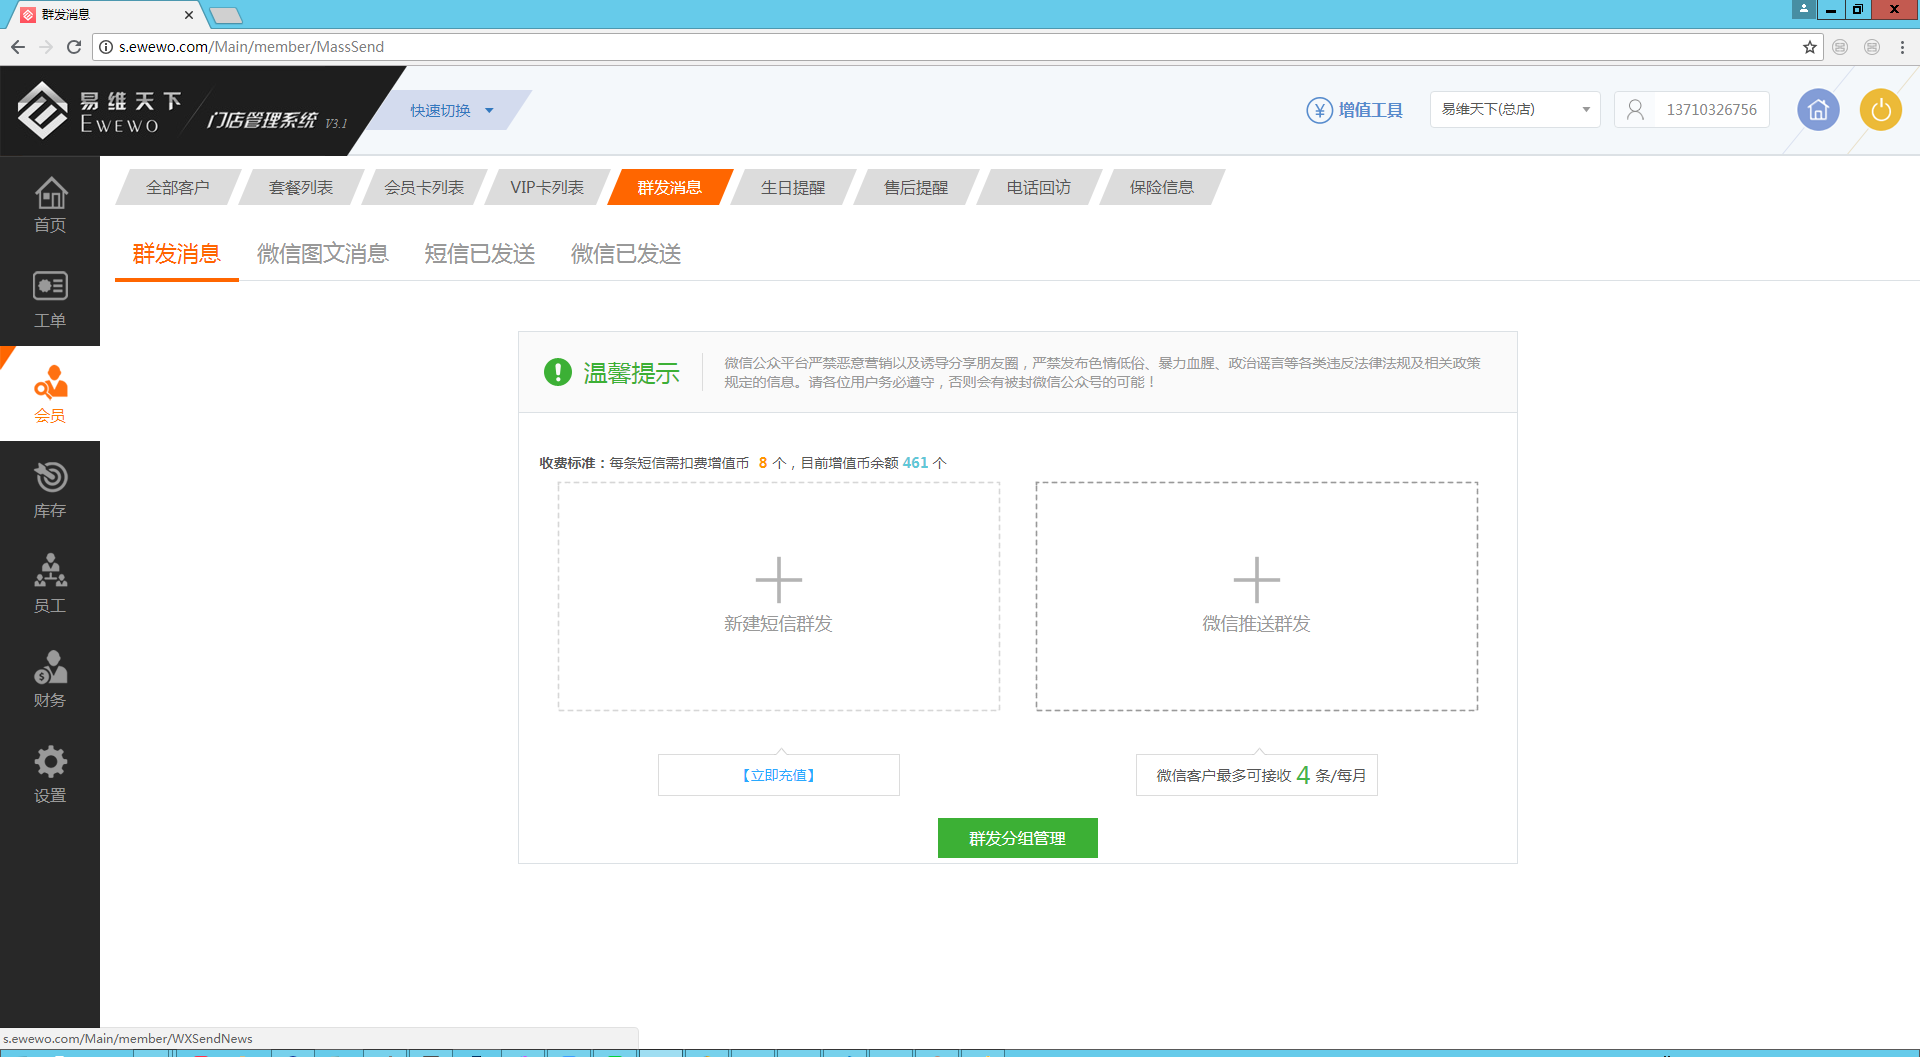 群发消息
s.ewewo.com/Main/member/MassSend
易维天下
EWEWO
门店管理系统 V3.1
快速切换
增值工具
易维天下(总店)
13710326756
全部客户
套餐列表
会员卡列表
VIP卡列表
群发消息
生日提醒
售后提醒
电话回访
保险信息
首页
工单
会员
库存
员工
财务
设置
群发消息
微信图文消息
短信已发送
微信已发送
温馨提示
微信公众平台严禁恶意营销以及诱导分享朋友圈，严禁发布色情低俗、暴力血腥、政治谣言等各类违反法律法规及相关政策
规定的信息。请各位用户务必遵守，否则会有被封微信公众号的可能！
收费标准：每条短信需扣费增值币 8 个，目前增值币余额 461 个
新建短信群发
微信推送群发
【立即充值】
微信客户最多可接收 4 条/每月
群发分组管理
s.ewewo.com/Main/member/WXSendNews